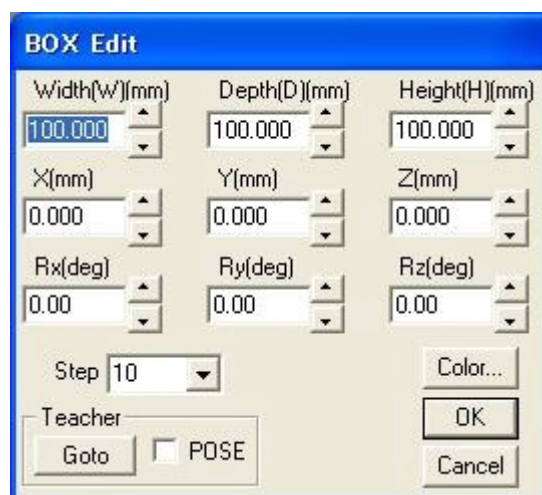 BOX Edit
Width(W)(mm) Depth(D)(mm) Height(H)(mm)
100.000 100.000 100.000
X(mm) Y(mm) Z(mm)
0.000 0.000 0.000
Rx(deg) Ry(deg) Rz(deg)
0.00 0.00 0.00
Step 10 Color...
Teacher OK
Goto POSE Cancel